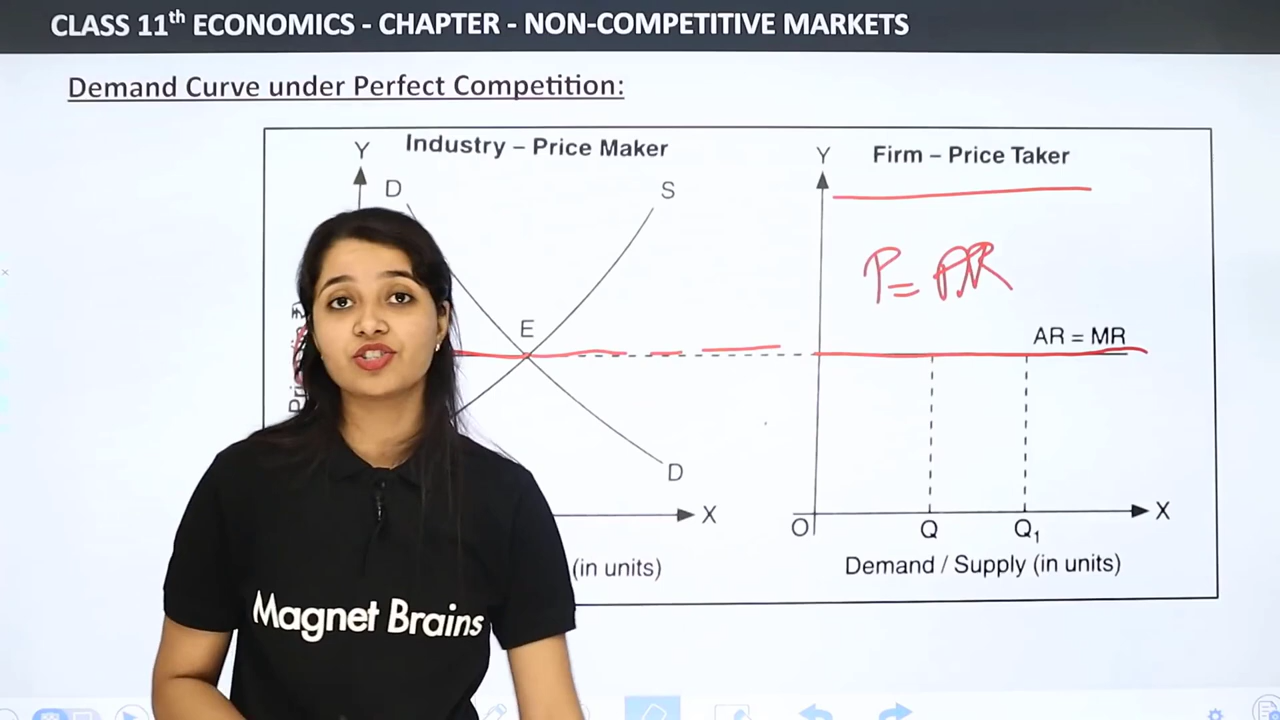 CLASS 11th ECONOMICS - CHAPTER - NON-COMPETITIVE MARKETS
Demand Curve under Perfect Competition:
Y Industry – Price Maker
D
S
E
D
X
(in units)
Y Firm – Price Taker
P =
AR = MR
O Q Q1 X
Demand / Supply (in units)
Magnet Brains